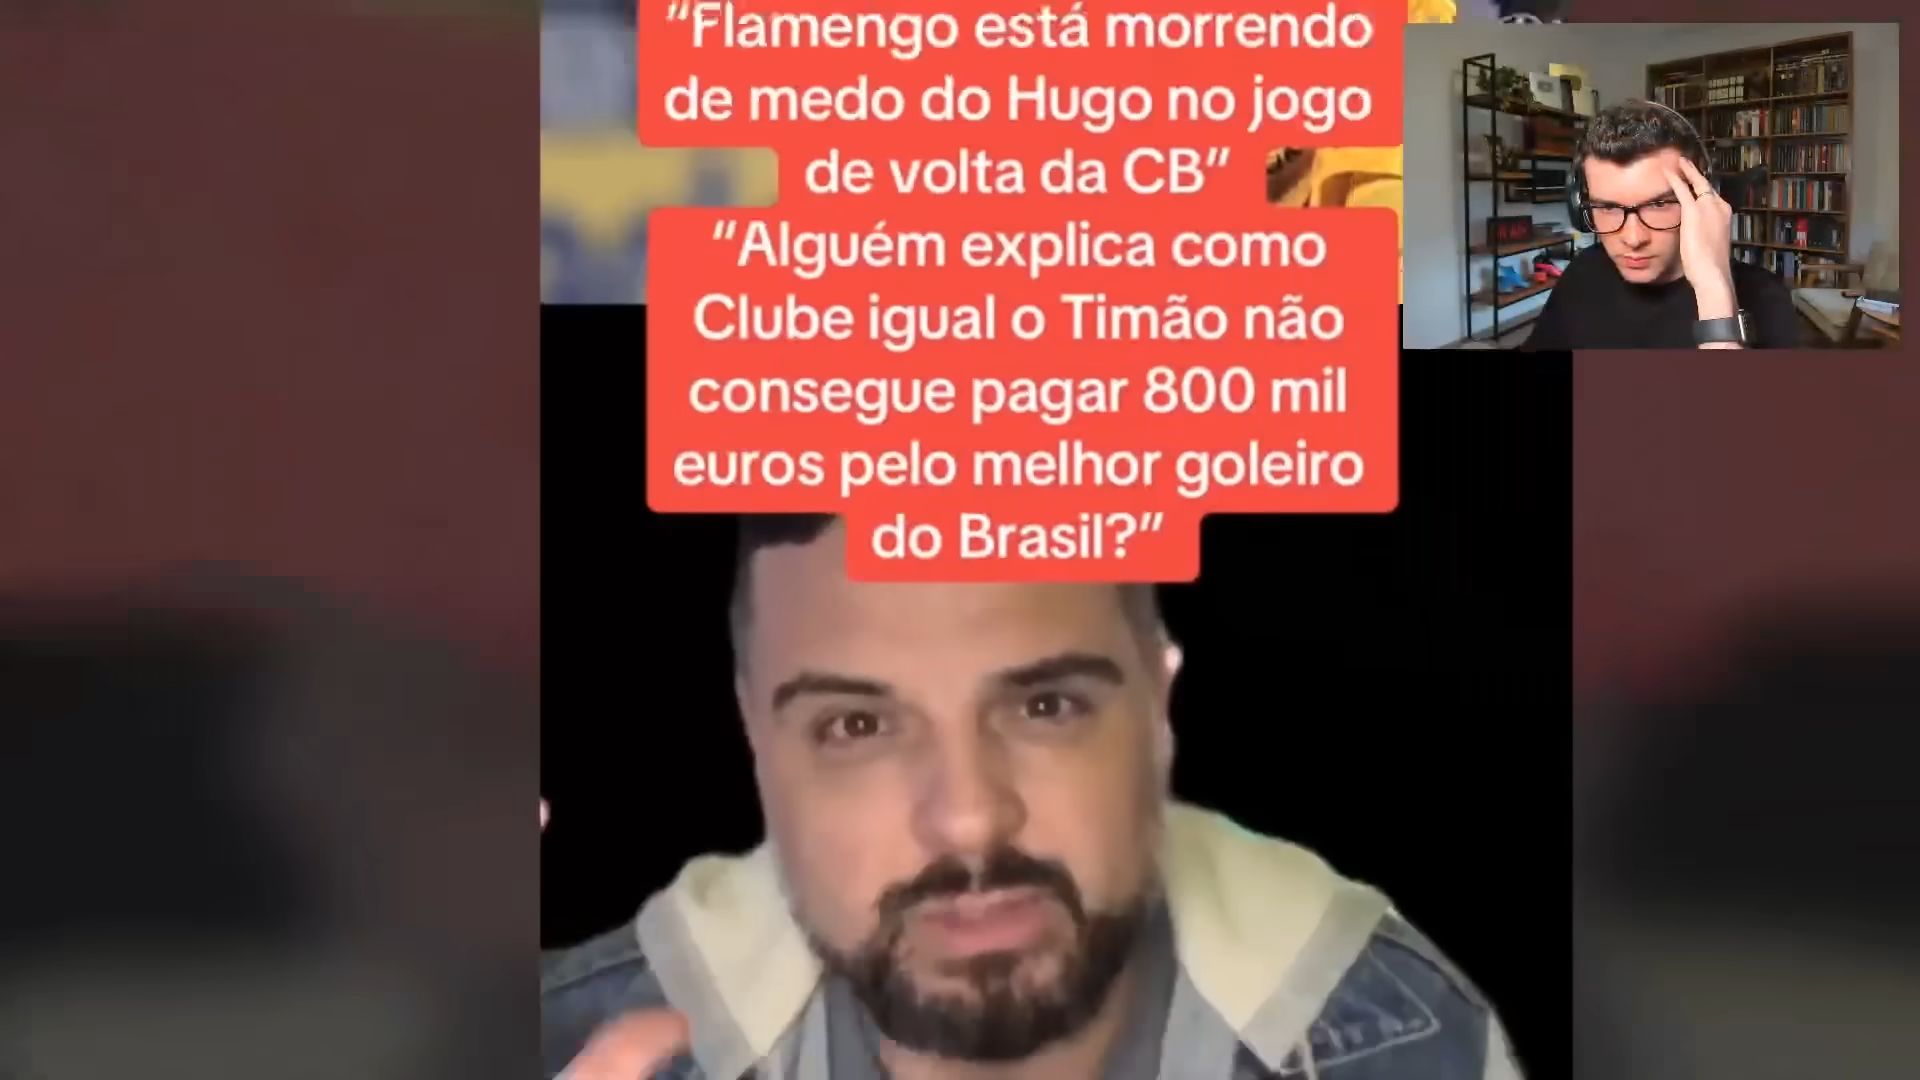 “Flamengo está morrendo
de medo do Hugo no jogo
de volta da CB”
“Alguém explica como
Clube igual o Timão não
consegue pagar 800 mil
euros pelo melhor goleiro
do Brasil?”